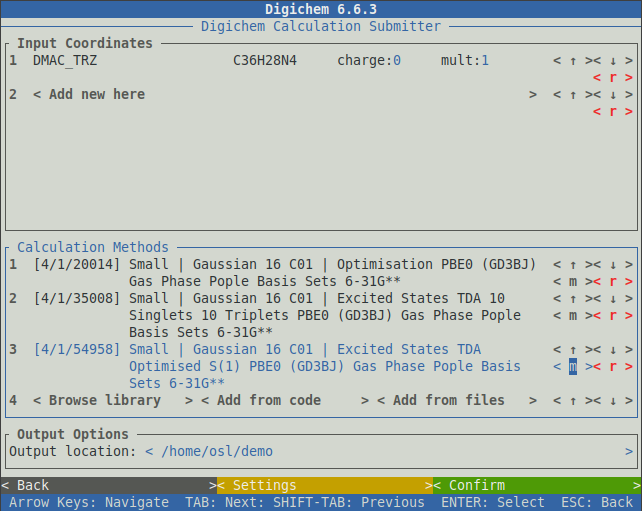 Digichem 6.6.3
Digichem Calculation Submitter
Input Coordinates
1 DMAC_TRZ C36H28N4 charge:0 mult:1 < ↑ >< ↓ >
< r >
2 < Add new here > < ↑ >< ↓ >
< r >
Calculation Methods
1 [4/1/20014] Small | Gaussian 16 C01 | Optimisation PBE0 (GD3BJ) < ↑ >< ↓ >
Gas Phase Pople Basis Sets 6-31G** < m >< r >
2 [4/1/35008] Small | Gaussian 16 C01 | Excited States TDA 10 < ↑ >< ↓ >
Singlets 10 Triplets PBE0 (GD3BJ) Gas Phase Pople < m >< r >
Basis Sets 6-31G**
3 [4/1/54958] Small | Gaussian 16 C01 | Excited States TDA < ↑ >< ↓ >
Optimised S(1) PBE0 (GD3BJ) Gas Phase Pople Basis < m >< r >
Sets 6-31G**
4 < Browse library > < Add from code > < Add from files > < ↑ >< ↓ >
Output Options
Output location: < /home/osl/demo >
< Back >< Settings >< Confirm >
Arrow Keys: Navigate TAB: Next: SHIFT-TAB: Previous ENTER: Select ESC: Back